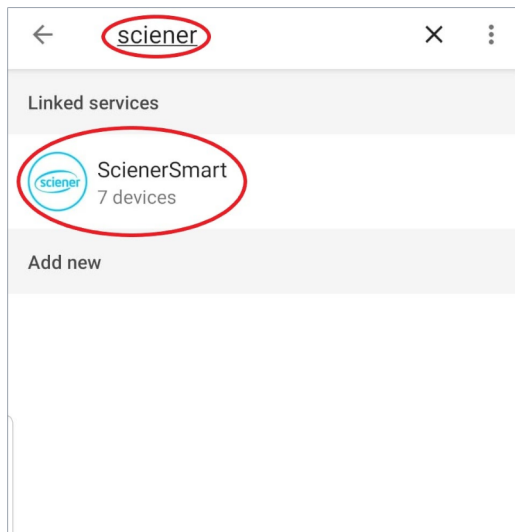 sciener
Linked services
sciener
ScienerSmart
7 devices
Add new